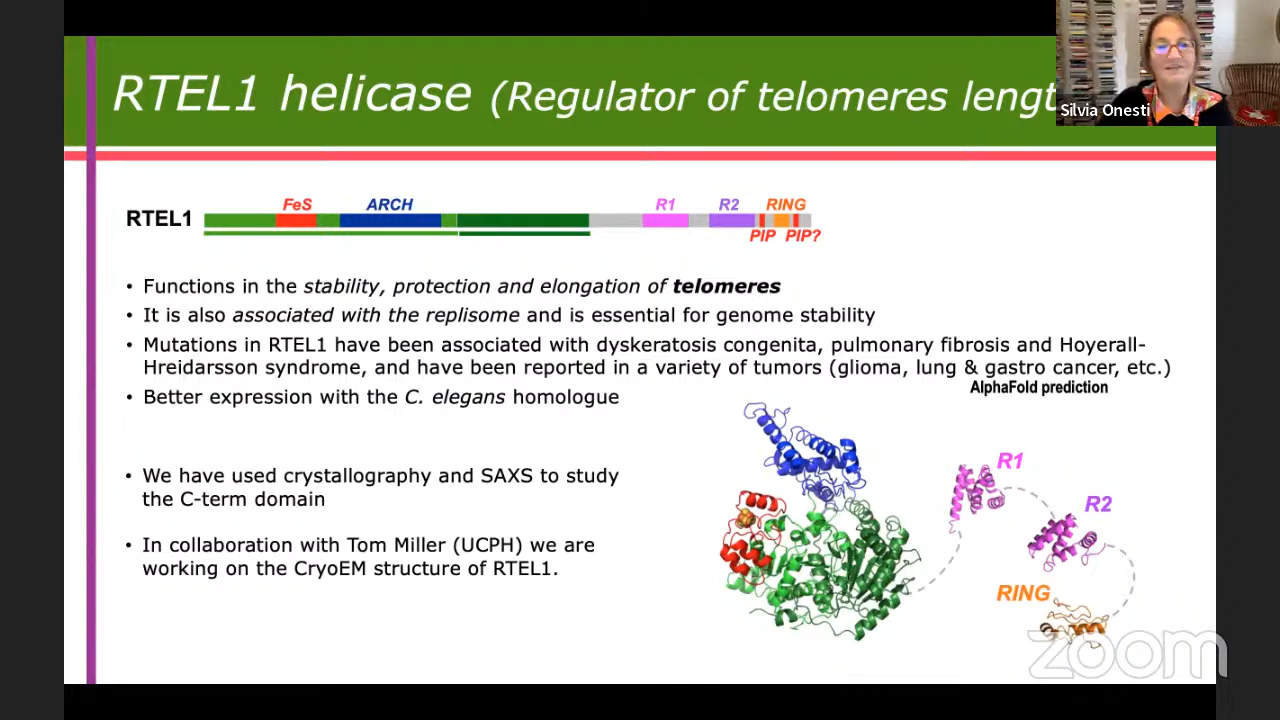 RTEL1 helicase (Regulator of telomeres lengt
Silvia Onesti
FeS ARCH R1 R2 RING
RTEL1
PIP PIP?
• Functions in the stability, protection and elongation of telomeres
• It is also associated with the replisome and is essential for genome stability
• Mutations in RTEL1 have been associated with dyskeratosis congenita, pulmonary fibrosis and Hoyerall-
Hreidarsson syndrome, and have been reported in a variety of tumors (glioma, lung & gastro cancer, etc.)
AlphaFold prediction
• Better expression with the C. elegans homologue
• We have used crystallography and SAXS to study
the C-term domain
• In collaboration with Tom Miller (UCPH) we are
working on the CryoEM structure of RTEL1.
R1
R2
RING
zoom